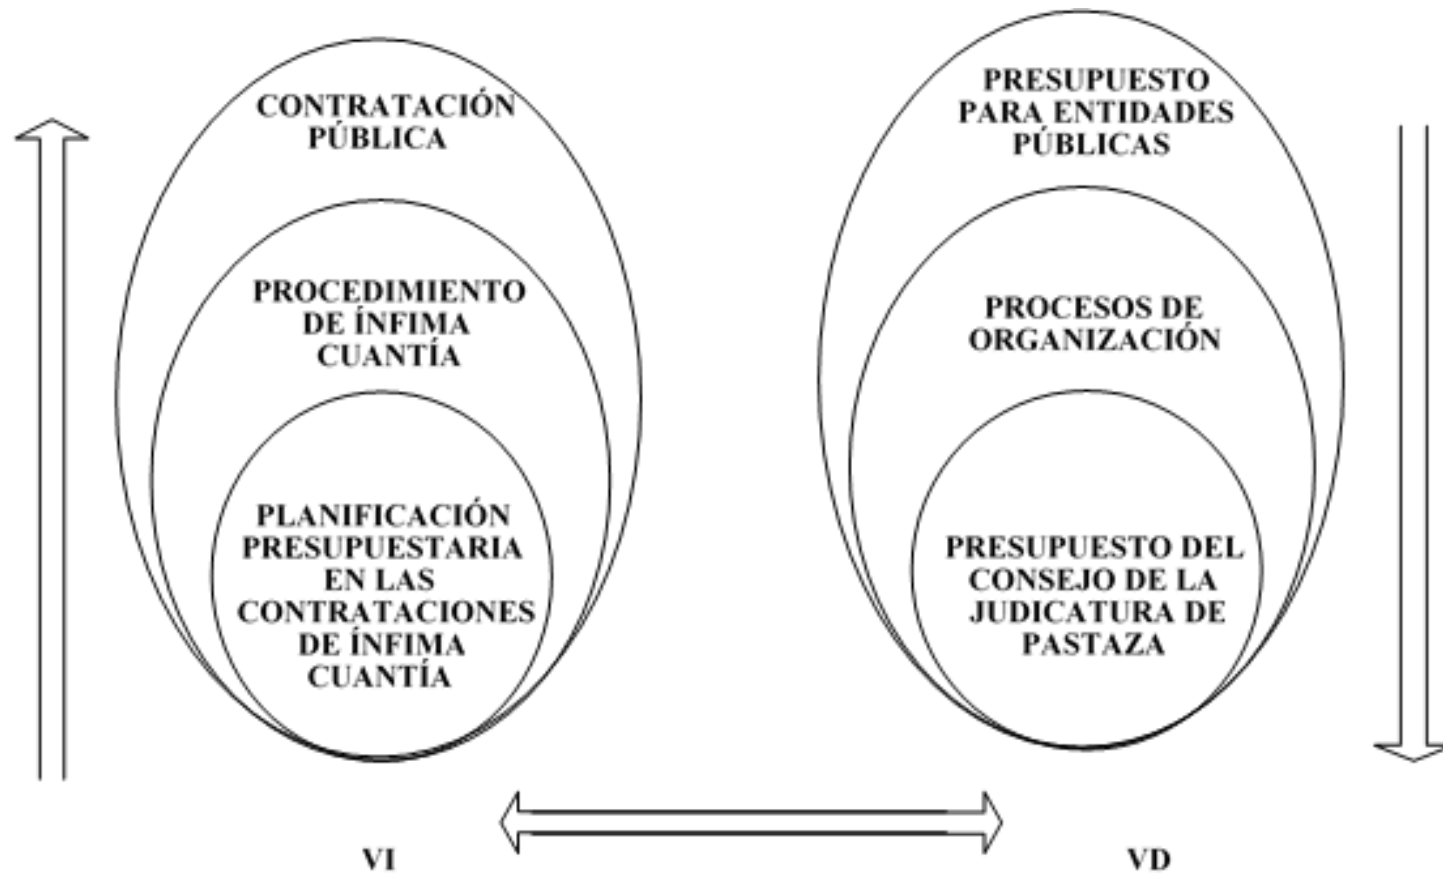 CONTRATACIÓN
PÚBLICA
PROCEDIMIENTO
DE ÍNFIMA
CUANTÍA
PLANIFICACIÓN
PRESUPUESTARIA
EN LAS
CONTRATACIONES
DE ÍNFIMA
CUANTÍA
PRESUPUESTO
PARA ENTIDADES
PÚBLICAS
PROCESOS DE
ORGANIZACIÓN
PRESUPUESTO DEL
CONSEJO DE LA
JUDICATURA DE
PASTAZA
VI
VD